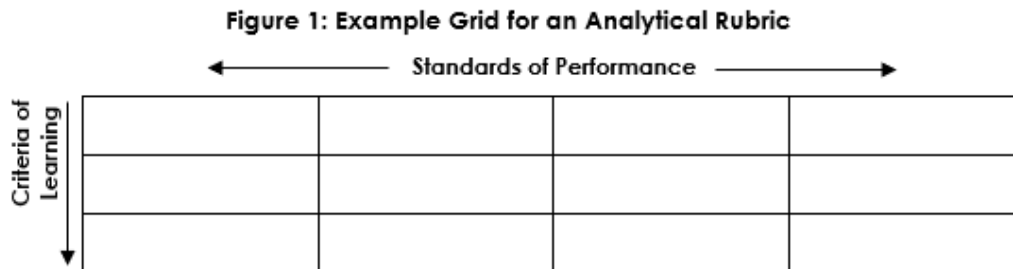 Figure 1: Example Grid for an Analytical Rubric
Standards of Performance
Criteria of
Learning